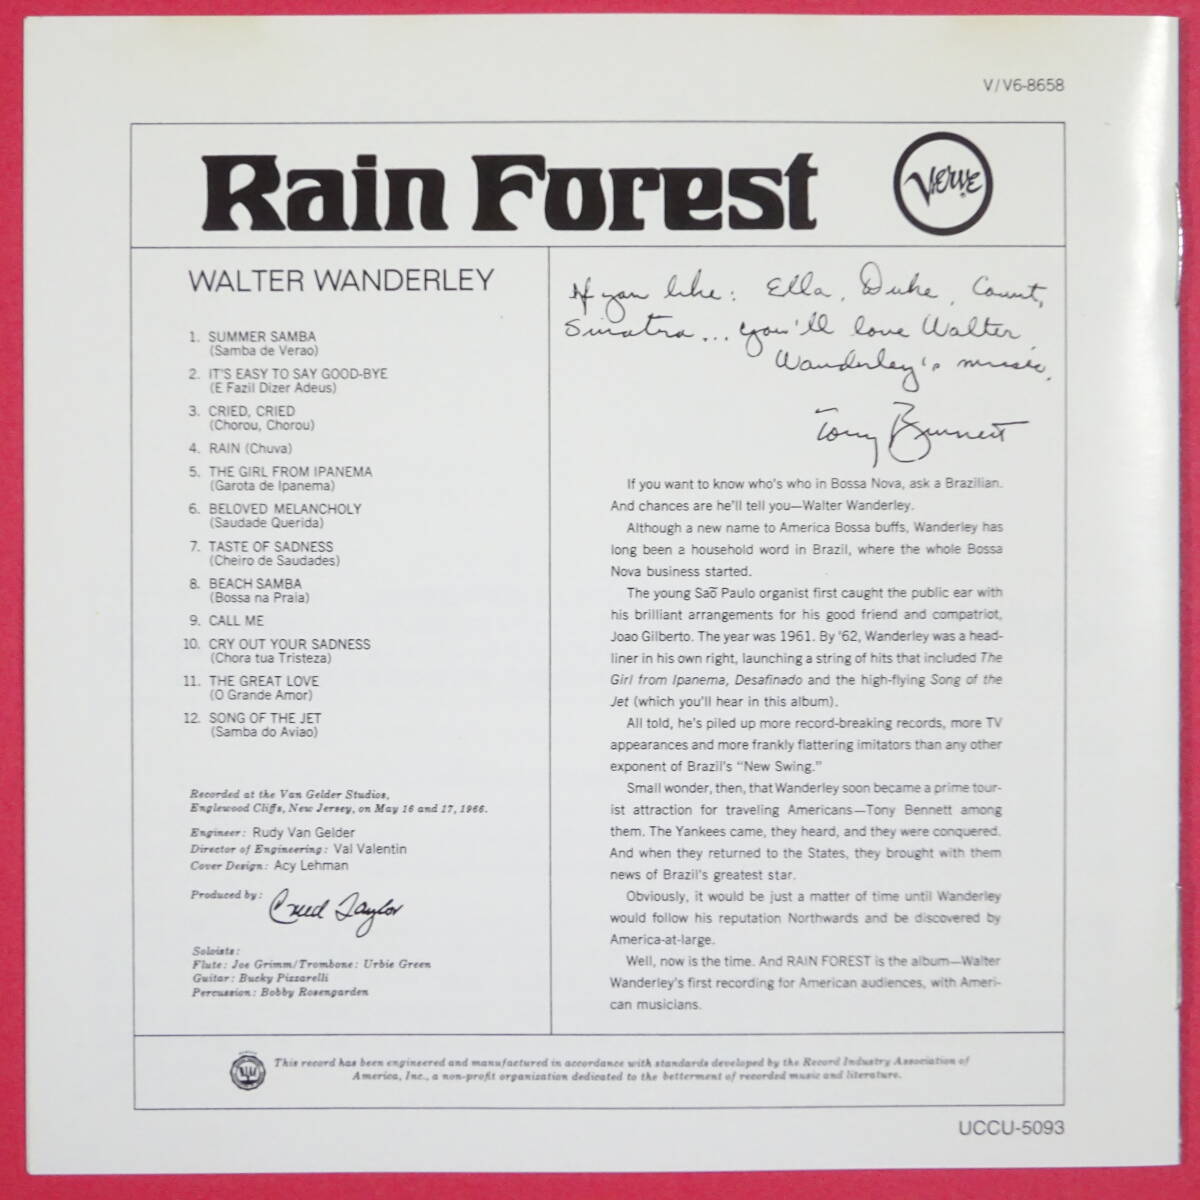 V/V6-8658
Rain Forest
Verve
WALTER WANDERLEY
1. SUMMER SAMBA
(Samba de Verao)
2. IT'S EASY TO SAY GOOD-BYE
(E Fazil Dizer Adeus)
3. CRIED, CRIED
(Chorou, Chorou)
4. RAIN (Chuva)
5. THE GIRL FROM IPANEMA
(Garota de Ipanema)
6. BELOVED MELANCHOLY
(Saudade Querida)
7. TASTE OF SADNESS
(Cheiro de Saudades)
8. BEACH SAMBA
(Bossa na Praia)
9. CALL ME
10. CRY OUT YOUR SADNESS
(Chora tua Tristeza)
11. THE GREAT LOVE
(O Grande Amor)
12. SONG OF THE JET
(Samba do Aviao)
Recorded at the Van Gelder Studios,
Englewood Cliffs, New Jersey, on May 16 and 17, 1966.
Engineer: Rudy Van Gelder
Director of Engineering: Val Valentin
Cover Design: Acy Lehman
Produced by: Creed Taylor
Soloists:
Flute: Joe Grimm/Trombone: Urbie Green
Guitar: Bucky Pizzarelli
Percussion: Bobby Rosengarden
If you like: Ella, Duke, Count,
Sinatra... you'll love Walter
Wanderley's music.
Tony Bennett
If you want to know who's who in Bossa Nova, ask a Brazilian.
And chances are he'll tell you—Walter Wanderley.
Although a new name to America Bossa buffs, Wanderley has
long been a household word in Brazil, where the whole Bossa
Nova business started.
The young Saõ Paulo organist first caught the public ear with
his brilliant arrangements for his good friend and compatriot,
Joao Gilberto. The year was 1961. By '62, Wanderley was a head-
liner in his own right, launching a string of hits that included The
Girl from Ipanema, Desafinado and the high-flying Song of the
Jet (which you'll hear in this album).
All told, he's piled up more record-breaking records, more TV
appearances and more frankly flattering imitators than any other
exponent of Brazil's "New Swing."
Small wonder, then, that Wanderley soon became a prime tour-
ist attraction for traveling Americans—Tony Bennett among
them. The Yankees came, they heard, and they were conquered.
And when they returned to the States, they brought with them
news of Brazil's greatest star.
Obviously, it would be just a matter of time until Wanderley
would follow his reputation Northwards and be discovered by
America-at-large.
Well, now is the time. And RAIN FOREST is the album—Walter
Wanderley's first recording for American audiences, with Ameri-
can musicians.
This record has been engineered and manufactured in accordance with standards developed by the Record Industry Association of
America, Inc., a non-profit organization dedicated to the betterment of recorded music and literature.
UCCU-5093